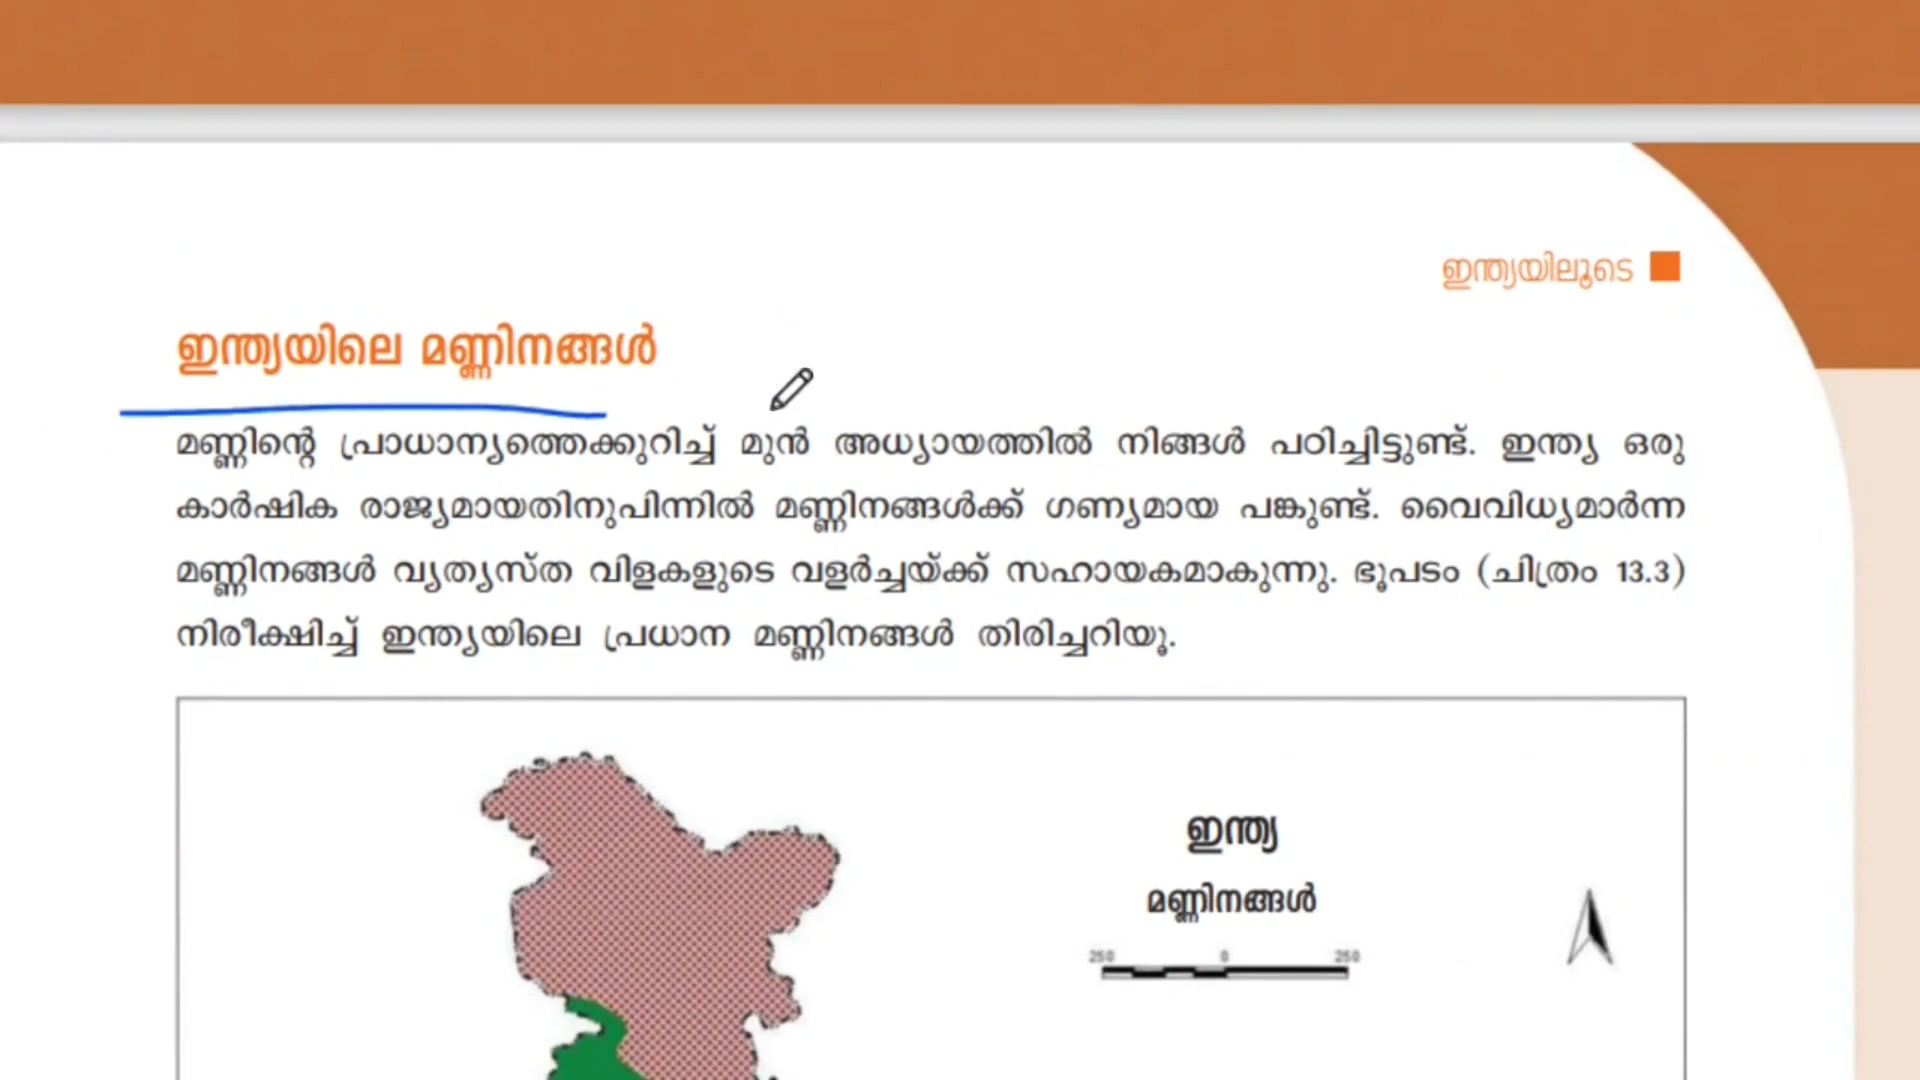 ഇന്ത്യയിലൂടെ
ഇന്ത്യയിലെ മണ്ണിനങ്ങൾ
മണ്ണിന്റെ പ്രാധാന്യത്തെക്കുറിച്ച് മുൻ അധ്യായത്തിൽ നിങ്ങൾ പഠിച്ചിട്ടുണ്ട്. ഇന്ത്യ ഒരു
കാർഷിക രാജ്യമായതിനുപിന്നിൽ മണ്ണിനങ്ങൾക്ക് ഗണ്യമായ പങ്കുണ്ട്. വൈവിധ്യമാർന്ന
മണ്ണിനങ്ങൾ വ്യത്യസ്ത വിളകളുടെ വളർച്ചയ്ക്ക് സഹായകമാകുന്നു. ഭൂപടം (ചിത്രം 13.3)
നിരീക്ഷിച്ച് ഇന്ത്യയിലെ പ്രധാന മണ്ണിനങ്ങൾ തിരിച്ചറിയൂ.
ഇന്ത്യ
മണ്ണിനങ്ങൾ
250 0 250